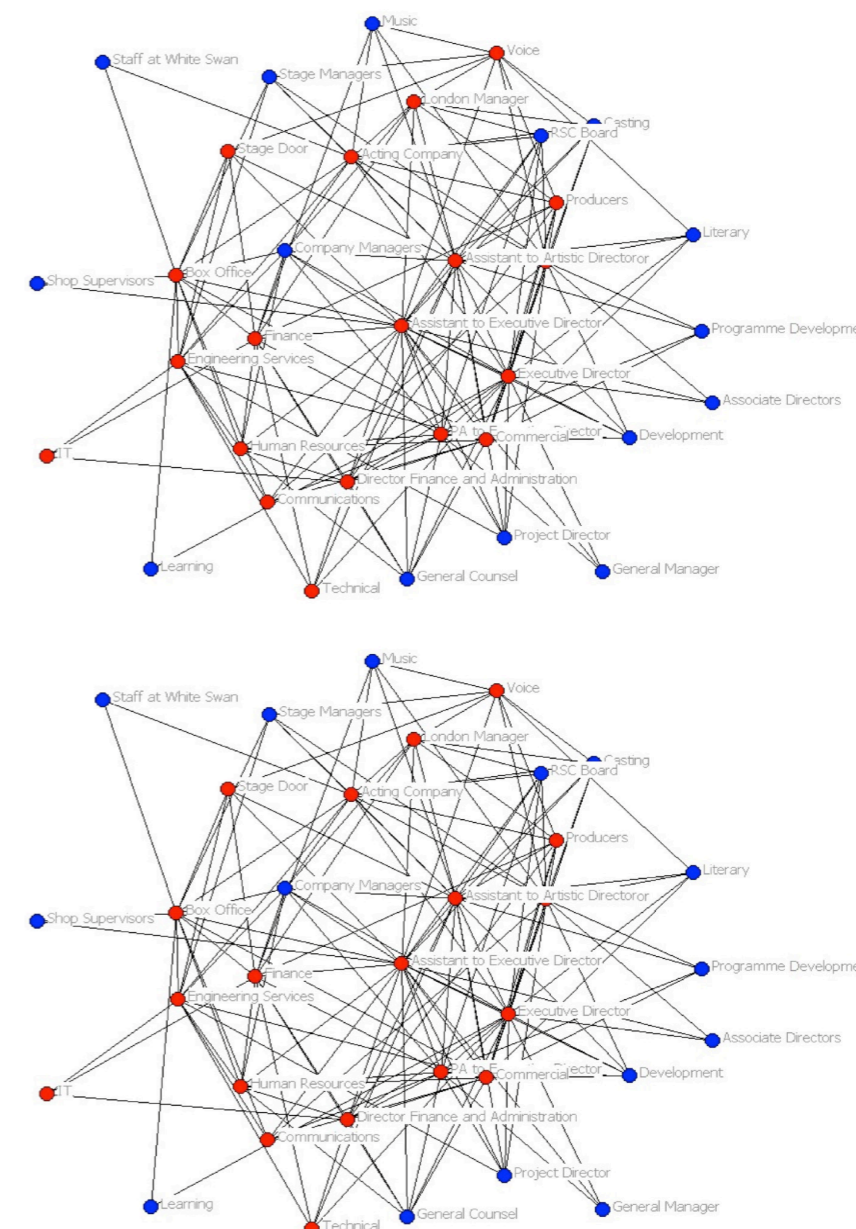 Music
Staff at White Swan
Voice
Stage Managers
London Manager
Casting
RSC Board
Stage Door
Acting Company
Producers
Literary
Company Managers
Assistant to Artistic Director
Shop Supervisors
Box Office
Assistant to Executive Director
Programme Developme
Finance
Engineering Services
Executive Director
Associate Directors
PA to E Director
Commercial
Development
Human Resources
IT
Director Finance and Administration
Communications
Project Director
Learning
General Manager
General Counsel
Technical
Music
Staff at White Swan
Voice
Stage Managers
London Manager
Casting
RSC Board
Stage Door
Acting Company
Producers
Literary
Company Managers
Assistant to Artistic Director
Shop Supervisors
Box Office
Assistant to Executive Director
Programme Developme
Finance
Engineering Services
Executive Director
Associate Directors
PA to E Director
Commercial
Development
Human Resources
IT
Director Finance and Administration
Communications
Project Director
Learning
General Manager
General Counsel
Technical